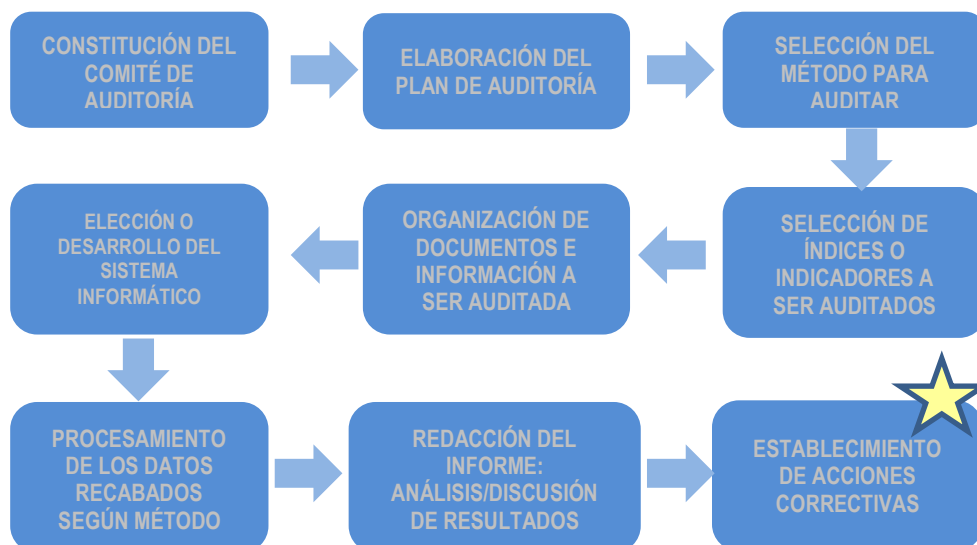 CONSTITUCIÓN DEL
COMITÉ DE
AUDITORÍA
ELABORACIÓN DEL
PLAN DE AUDITORÍA
SELECCIÓN DEL
MÉTODO PARA
AUDITAR
SELECCIÓN DE
ÍNDICES O
INDICADORES A
SER AUDITADOS
ORGANIZACIÓN DE
DOCUMENTOS E
INFORMACIÓN A
SER AUDITADA
ELECCIÓN O
DESARROLLO DEL
SISTEMA
INFORMÁTICO
PROCESAMIENTO
DE LOS DATOS
RECABADOS
SEGÚN MÉTODO
REDACCIÓN DEL
INFORME:
ANÁLISIS/DISCUSIÓN
DE RESULTADOS
ESTABLECIMIENTO
DE ACCIONES
CORRECTIVAS